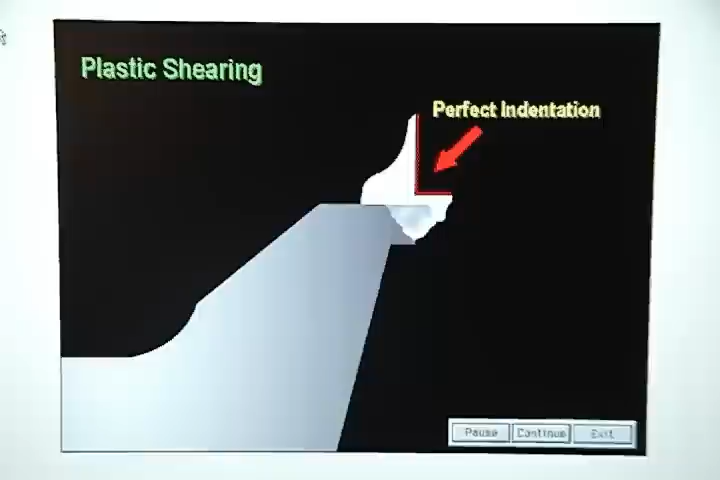 Plastic Shearing
Perfect Indentation
Pause
Continue
Exit